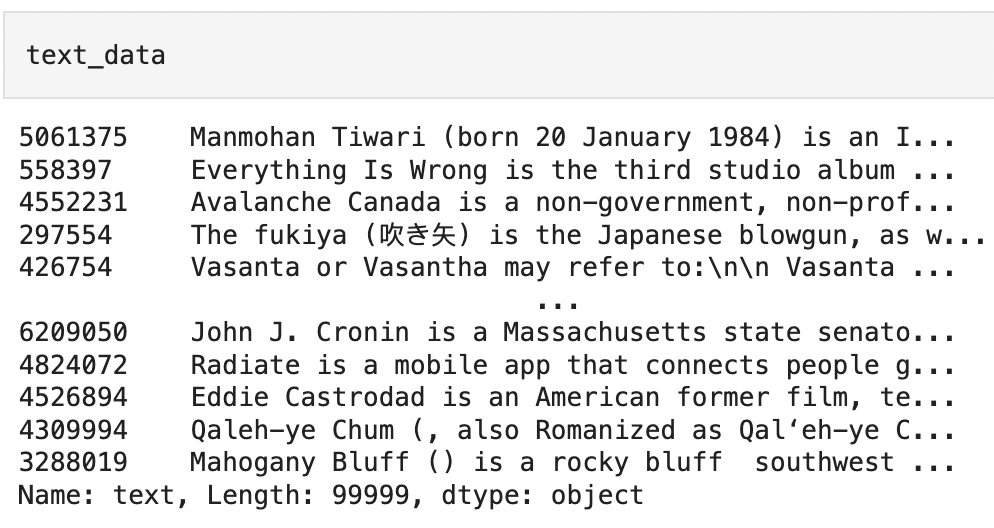 text_data
5061375    Manmohan Tiwari (born 20 January 1984) is an I...
558397     Everything Is Wrong is the third studio album ...
4552231    Avalanche Canada is a non-government, non-prof...
297554     The fukiya (吹き矢) is the Japanese blowgun, as w...
426754     Vasanta or Vasantha may refer to:\n\n Vasanta ...
...
6209050    John J. Cronin is a Massachusetts state senato...
4824072    Radiate is a mobile app that connects people g...
4526894    Eddie Castrodad is an American former film, te...
4309994    Qaleh-ye Chum (, also Romanized as Qal‘eh-ye C...
3288019    Mahogany Bluff () is a rocky bluff  southwest ...
Name: text, Length: 99999, dtype: object